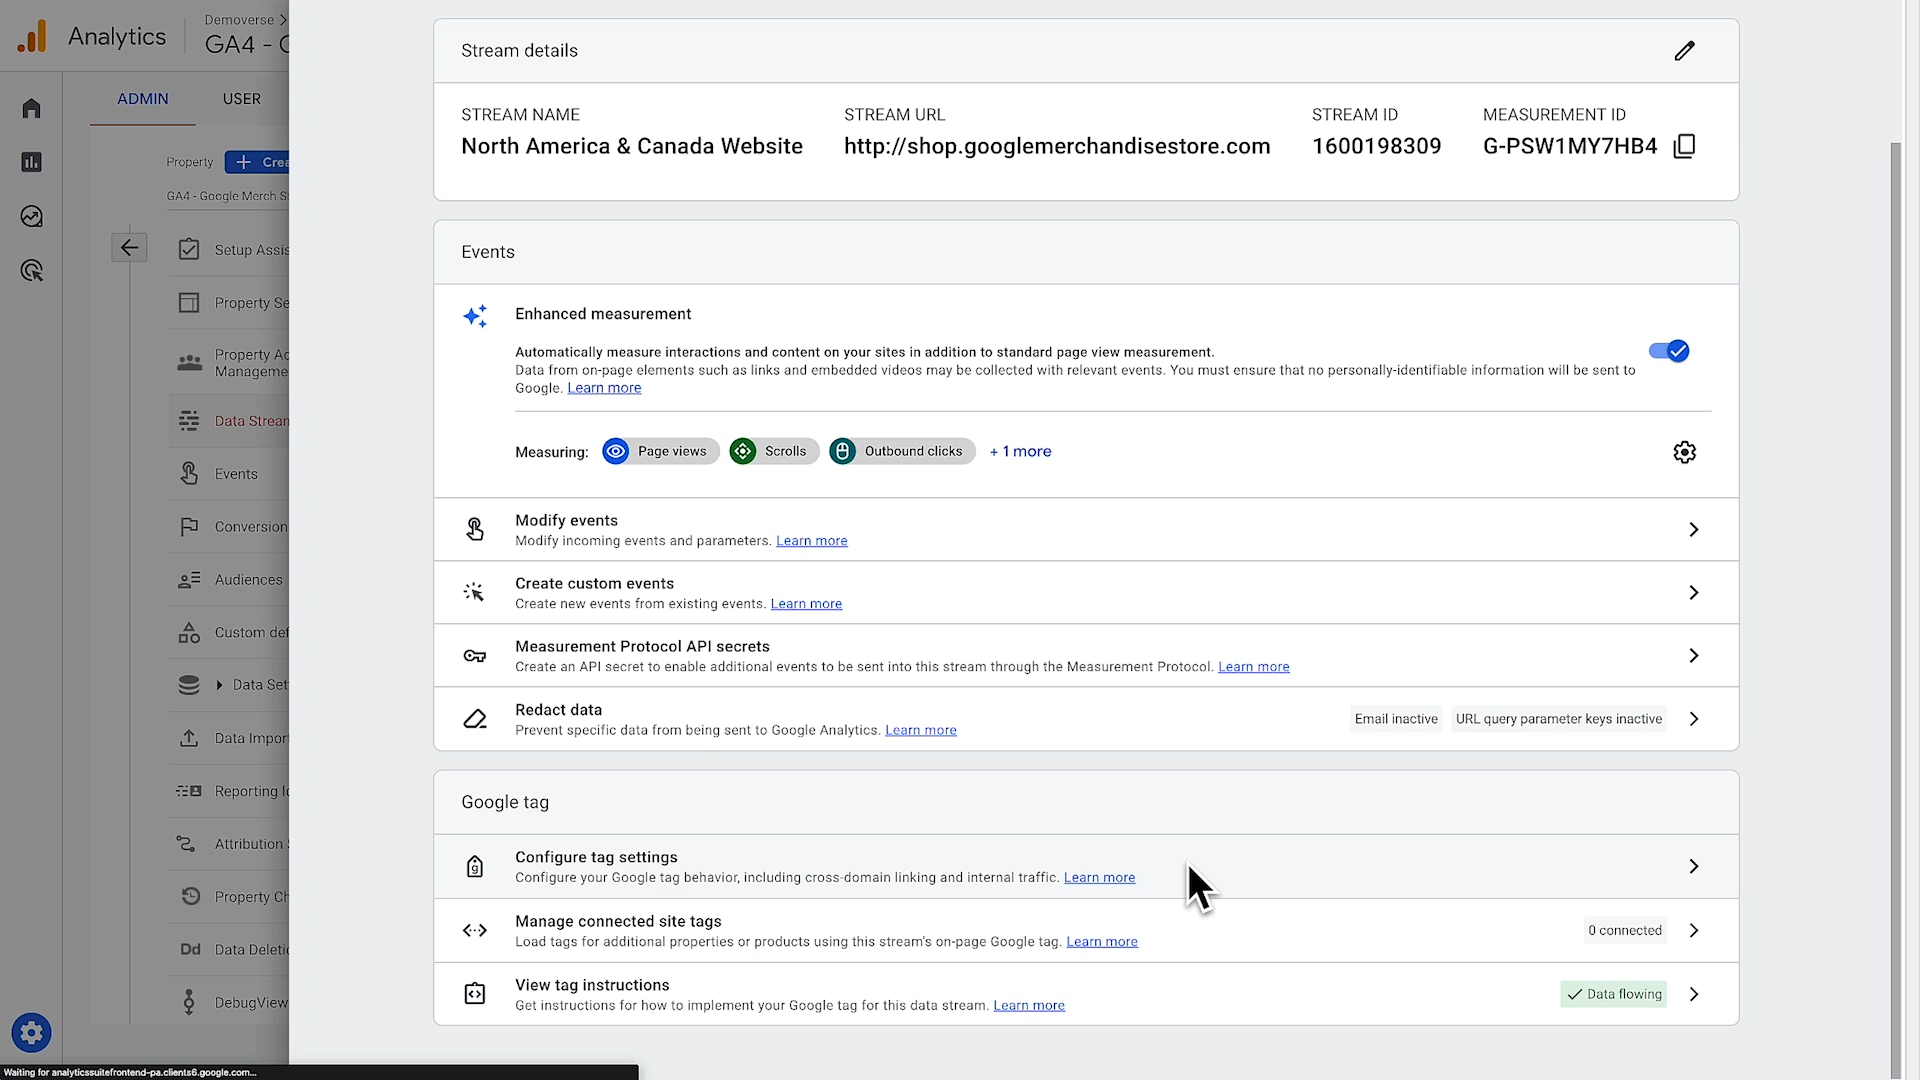 Analytics
Demoverse
GA4 - G
ADMIN
USER
Property
Crea
GA4 - Google Merch S
Setup Assis
Property Se
Property Ac
Manageme
Data Strean
Events
Conversion
Audiences
Custom def
Data Set
Data Impor
Reporting Id
Attribution S
Property Ch
Dd Data Deleti
DebugView
Stream details
STREAM NAME
North America & Canada Website
STREAM URL
http://shop.googlemerchandisestore.com
STREAM ID
1600198309
MEASUREMENT ID
G-PSW1MY7HB4
Events
Enhanced measurement
Automatically measure interactions and content on your sites in addition to standard page view measurement.
Data from on-page elements such as links and embedded videos may be collected with relevant events. You must ensure that no personally-identifiable information will be sent to
Google. Learn more
Measuring: Page views Scrolls Outbound clicks + 1 more
Modify events
Modify incoming events and parameters. Learn more
Create custom events
Create new events from existing events. Learn more
Measurement Protocol API secrets
Create an API secret to enable additional events to be sent into this stream through the Measurement Protocol. Learn more
Redact data
Prevent specific data from being sent to Google Analytics. Learn more
Email inactive URL query parameter keys inactive
Google tag
g
Configure tag settings
Configure your Google tag behavior, including cross-domain linking and internal traffic. Learn more
Manage connected site tags
Load tags for additional properties or products using this stream's on-page Google tag. Learn more
0 connected
View tag instructions
Get instructions for how to implement your Google tag for this data stream. Learn more
Data flowing
Waiting for analyticssuitefrontend-pa.clients6.google.com...